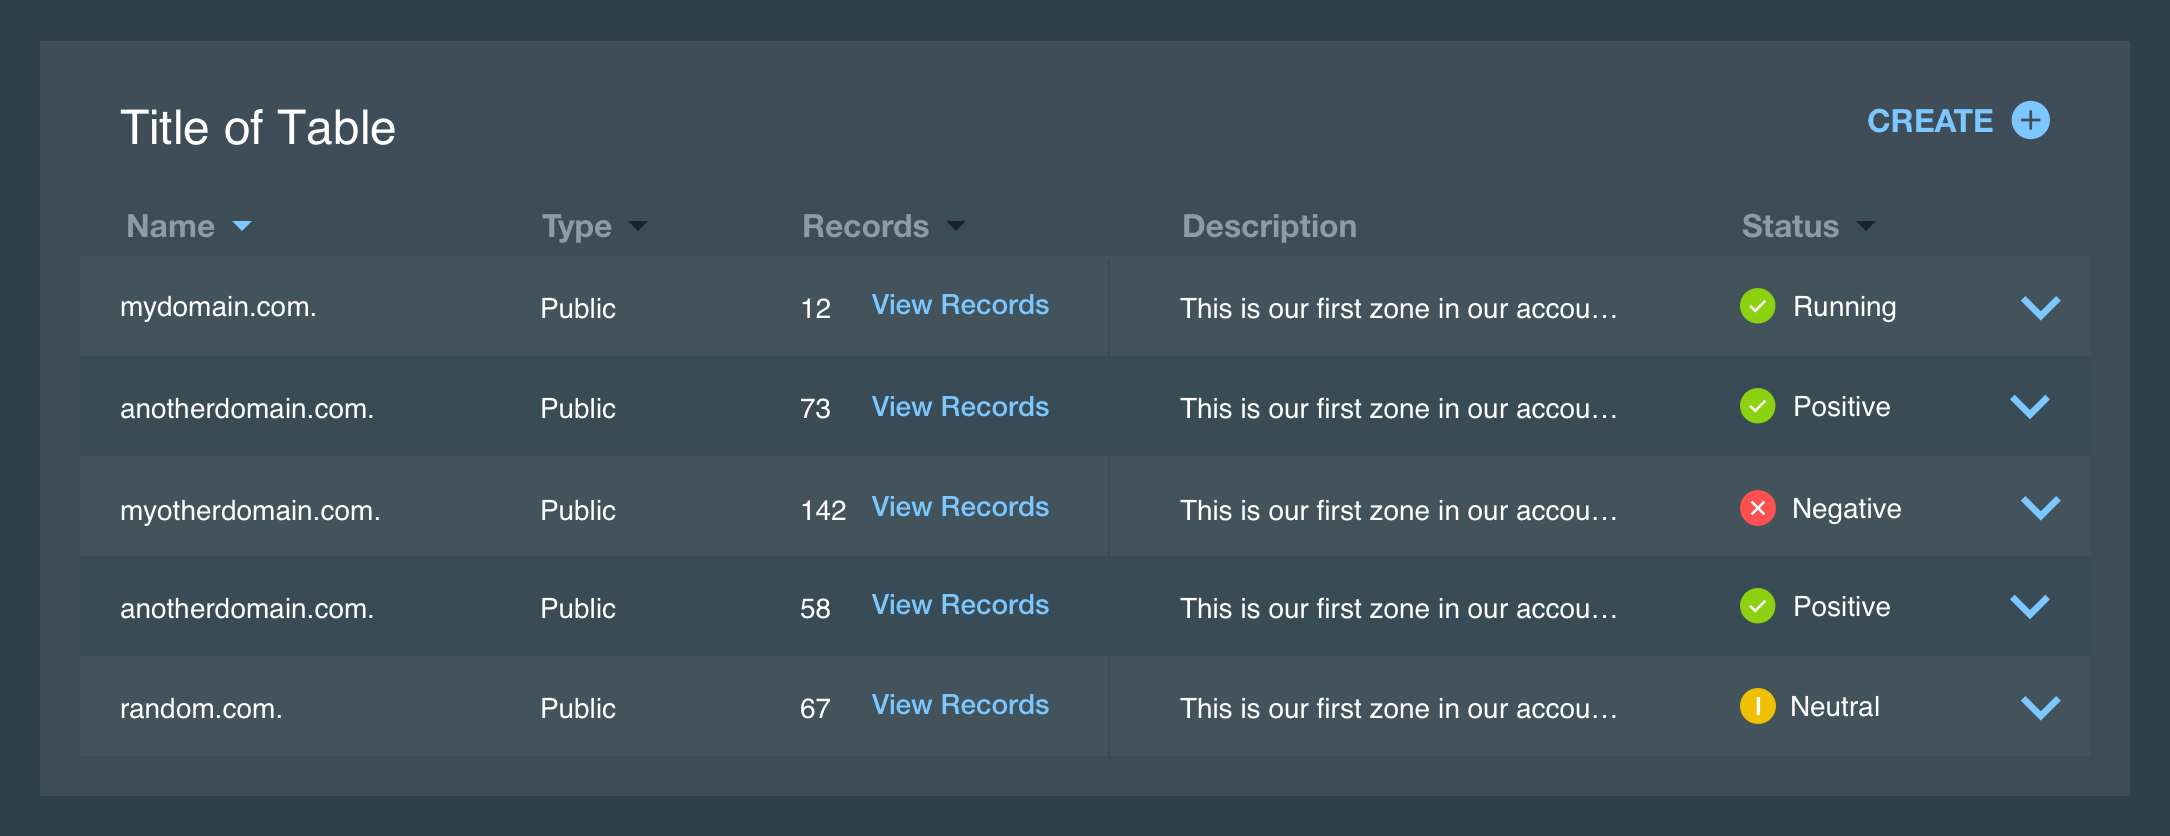 Title of Table
CREATE
Name Type Records Description Status
mydomain.com. Public 12 View Records This is our first zone in our accou… Running
anotherdomain.com. Public 73 View Records This is our first zone in our accou… Positive
myotherdomain.com. Public 142 View Records This is our first zone in our accou… Negative
anotherdomain.com. Public 58 View Records This is our first zone in our accou… Positive
random.com. Public 67 View Records This is our first zone in our accou… Neutral